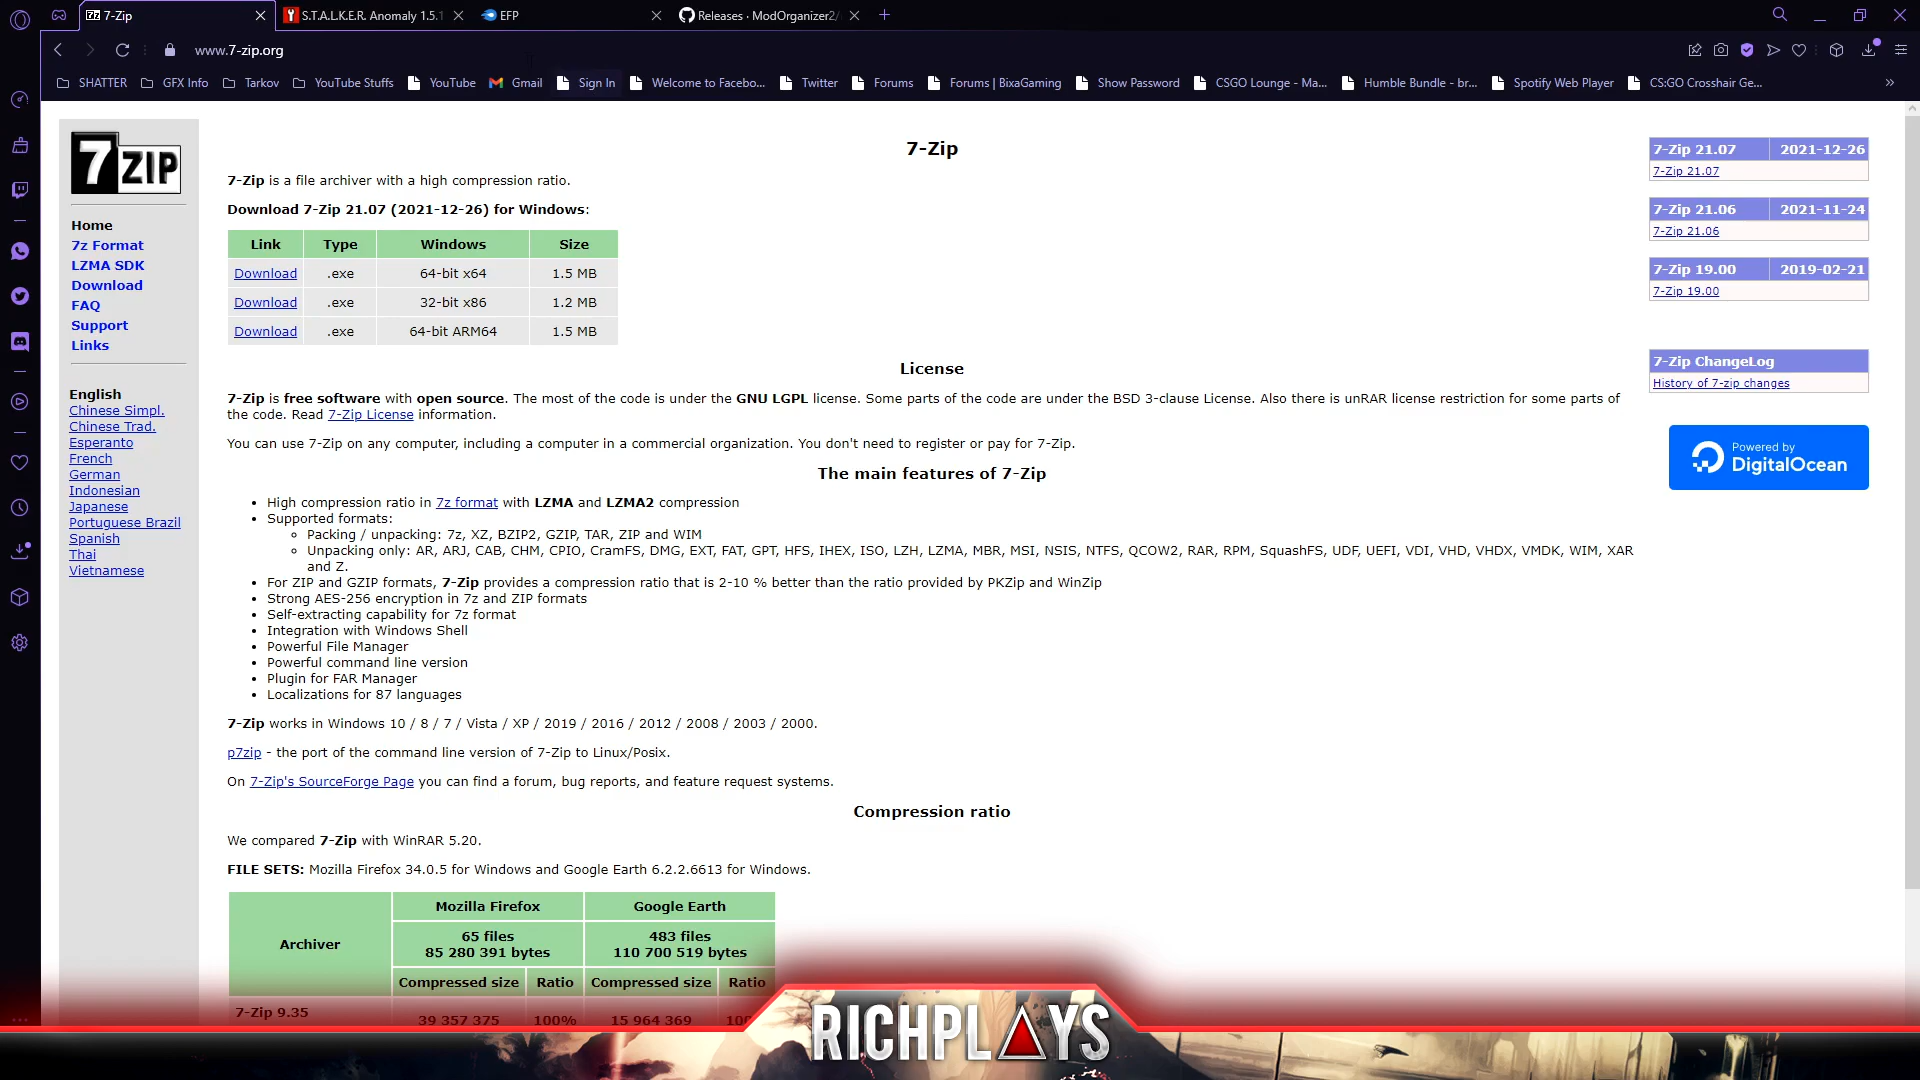 7-Zip
S.T.A.L.K.E.R. Anomaly 1.5.1
EFP
Releases · ModOrganizer2/
www.7-zip.org
SHATTER
GFX Info
Tarkov
YouTube Stuffs
YouTube
Gmail
Sign In
Welcome to Facebo...
Twitter
Forums
Forums | BixaGaming
Show Password
CSGO Lounge - Ma...
Humble Bundle - br...
Spotify Web Player
CS:GO Crosshair Ge...
»
7ZIP
Home
7z Format
LZMA SDK
Download
FAQ
Support
Links
English
Chinese Simpl.
Chinese Trad.
Esperanto
French
German
Indonesian
Japanese
Portuguese Brazil
Spanish
Thai
Vietnamese
7-Zip
7-Zip is a file archiver with a high compression ratio.
Download 7-Zip 21.07 (2021-12-26) for Windows:
Link Type Windows Size
Download .exe 64-bit x64 1.5 MB
Download .exe 32-bit x86 1.2 MB
Download .exe 64-bit ARM64 1.5 MB
License
7-Zip is free software with open source. The most of the code is under the GNU LGPL license. Some parts of the code are under the BSD 3-clause License. Also there is unRAR license restriction for some parts of
the code. Read 7-Zip License information.
You can use 7-Zip on any computer, including a computer in a commercial organization. You don't need to register or pay for 7-Zip.
The main features of 7-Zip
High compression ratio in 7z format with LZMA and LZMA2 compression
Supported formats:
Packing / unpacking: 7z, XZ, BZIP2, GZIP, TAR, ZIP and WIM
Unpacking only: AR, ARJ, CAB, CHM, CPIO, CramFS, DMG, EXT, FAT, GPT, HFS, IHEX, ISO, LZH, LZMA, MBR, MSI, NSIS, NTFS, QCOW2, RAR, RPM, SquashFS, UDF, UEFI, VDI, VHD, VHDX, VMDK, WIM, XAR
and Z.
For ZIP and GZIP formats, 7-Zip provides a compression ratio that is 2-10 % better than the ratio provided by PKZip and WinZip
Strong AES-256 encryption in 7z and ZIP formats
Self-extracting capability for 7z format
Integration with Windows Shell
Powerful File Manager
Powerful command line version
Plugin for FAR Manager
Localizations for 87 languages
7-Zip works in Windows 10 / 8 / 7 / Vista / XP / 2019 / 2016 / 2012 / 2008 / 2003 / 2000.
p7zip - the port of the command line version of 7-Zip to Linux/Posix.
On 7-Zip's SourceForge Page you can find a forum, bug reports, and feature request systems.
Compression ratio
We compared 7-Zip with WinRAR 5.20.
FILE SETS: Mozilla Firefox 34.0.5 for Windows and Google Earth 6.2.2.6613 for Windows.
Archiver
Mozilla Firefox Google Earth
65 files 483 files
85 280 391 bytes 110 700 519 bytes
Compressed size Ratio Compressed size Ratio
7-Zip 9.35
39 357 375 100% 15 964 369
7-Zip 21.07 2021-12-26
7-Zip 21.07
7-Zip 21.06 2021-11-24
7-Zip 21.06
7-Zip 19.00 2019-02-21
7-Zip 19.00
7-Zip ChangeLog
History of 7-zip changes
Powered by
DigitalOcean
RICHPLAYS